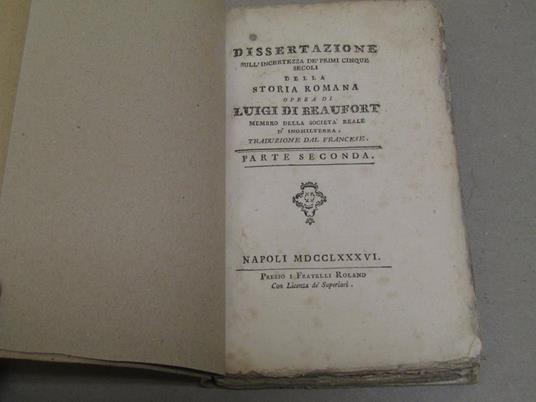 DISSERTAZIONE
SULL'INCERTEZZA DE' PRIMI CINQUE
SECOLI
DELLA
STORIA ROMANA
OPERA DI
LUIGI DI BEAUFORT
MEMBRO DELLA SOCIETA' REALE
D' INGHILTERRA.
TRADUZIONE DAL FRANCESE.
PARTE SECONDA.
NAPOLI MDCCLXXXVI.
PRESSO I FRATELLI ROLAND
Con Licenza de' Superiori.